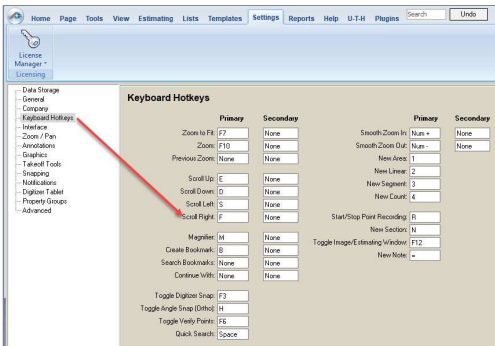 Home Page Tools View Estimating Lists Templates Settings Reports Help U-T-H Plugins Search Undo
License
Manager
Licensing
Data Storage
General
Company
Keyboard Hotkeys
Interface
Zoom / Pan
Annotations
Graphics
Takeoff Tools
Snapping
Notifications
Digitizer Tablet
Property Groups
Advanced
Keyboard Hotkeys
Primary Secondary
Zoom to Fit: F7 None
Zoom: F10 None
Previous Zoom: None None
Scroll Up: E None
Scroll Down: D None
Scroll Left: S None
Scroll Right: F None
Magnifier: M None
Create Bookmark: B None
Search Bookmarks: None None
Continue With: None None
Toggle Digitizer Snap: F3
Toggle Angle Snap (Ortho): H
Toggle Verify Points: F6
Quick Search: Space
Primary Secondary
Smooth Zoom In: Num + None
Smooth Zoom Out: Num - None
New Area: 1
New Linear: 2
New Segment: 3
New Count: 4
Start/Stop Point Recording: R
New Section: N
Toggle Image/Estimating Window: F12
New Note: =